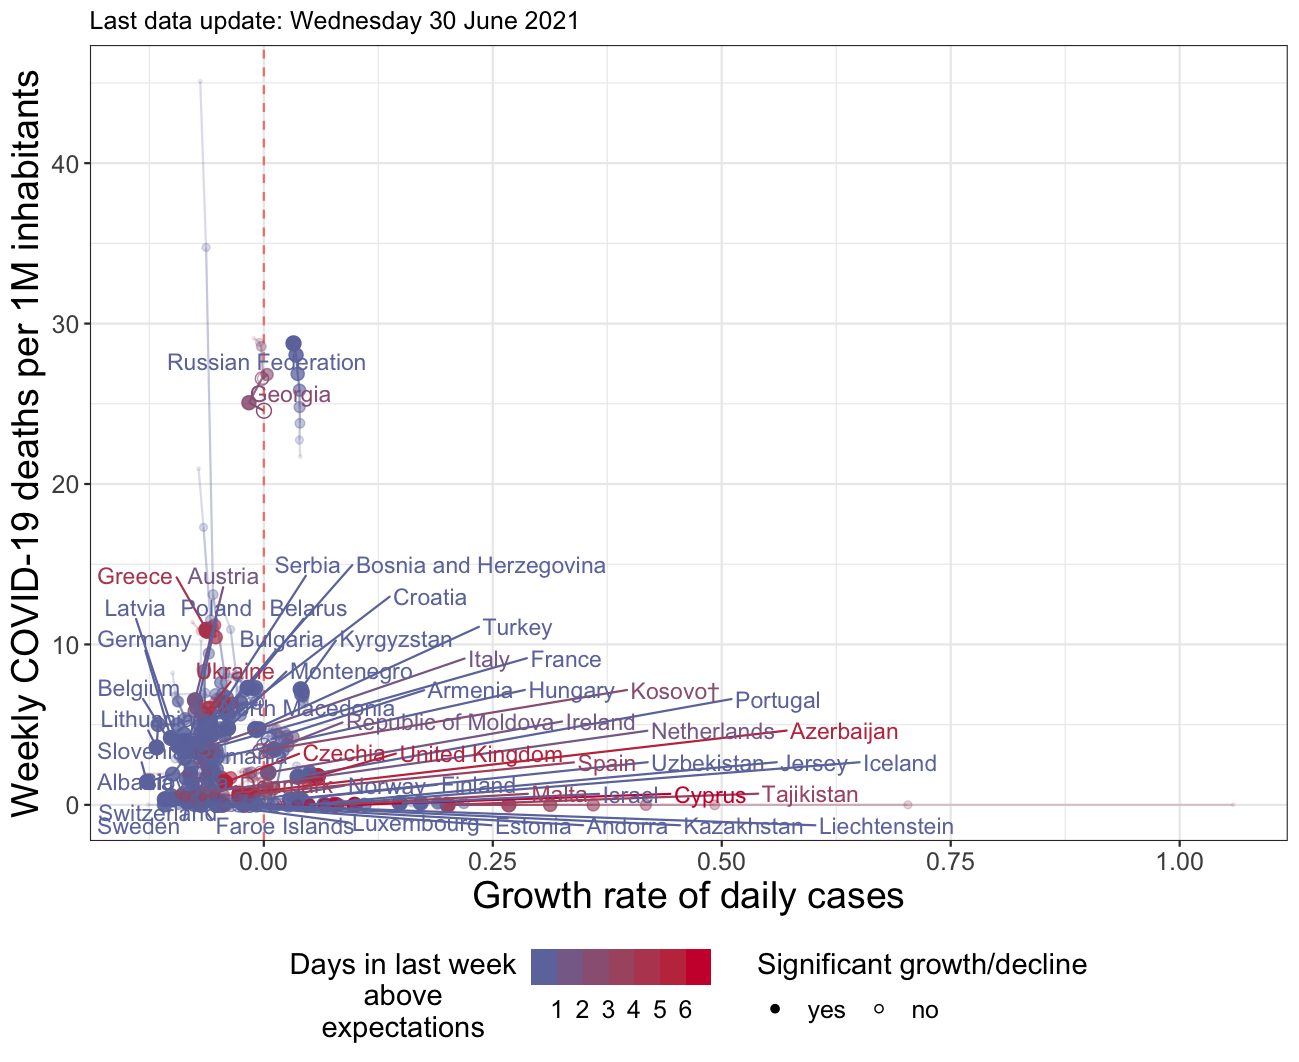 Last data update: Wednesday 30 June 2021
Weekly COVID-19 deaths per 1M inhabitants
40
30
20
10
0
Russian Federation
Georgia
Serbia
Bosnia and Herzegovina
Greece
Austria
Croatia
Latvia
Poland
Belarus
Turkey
Germany
Bulgaria
Kyrgyzstan
Italy
France
Ukraine
Montenegro
Belgium
Armenia
Hungary
Kosovo†
Portugal
Macedonia
Lithuania
Republic of Moldova
Ireland
Netherlands
Azerbaijan
Slovenia
Czechia
United Kingdom
Spain
Uzbekistan
Jersey
Iceland
Albania
Denmark
Norway
Finland
Malta
Israel
Cyprus
Tajikistan
Switzerland
Sweden
Faroe Islands
Luxembourg
Estonia
Andorra
Kazakhstan
Liechtenstein
0.00
0.25
0.50
0.75
1.00
Growth rate of daily cases
Days in last week
above
expectations
1 2 3 4 5 6
Significant growth/decline
yes
no